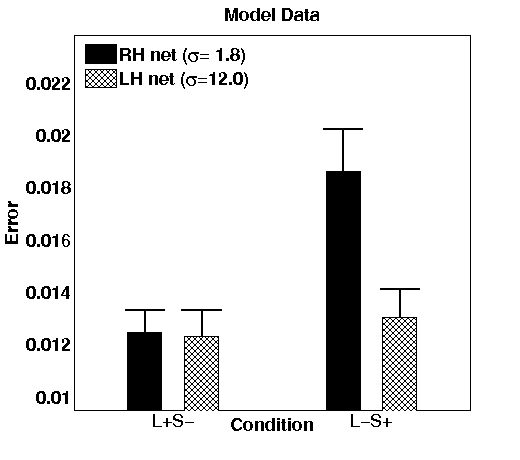 Model Data
RH net (σ= 1.8)
LH net (σ=12.0)
0.022
0.02
0.018
0.016
0.014
0.012
0.01
Error
L+S−
L−S+
Condition